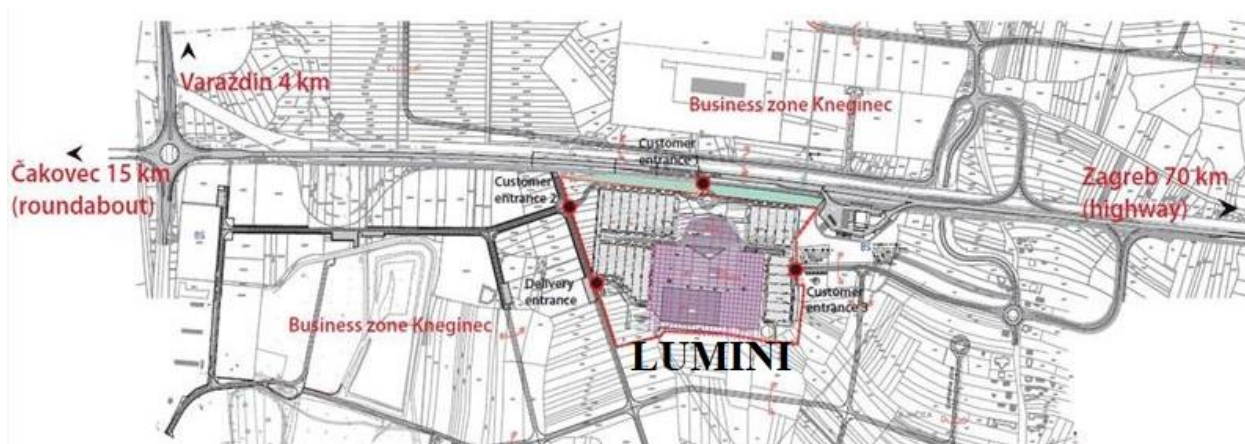 Varaždin 4 km
Business zone Kneginec
Customer
entrance 1
Čakovec 15 km
(roundabout)
Zagreb 70 km
(highway)
Customer
entrance 2
Delivery
entrance
Customer
entrance 3
Business zone Kneginec
LUMINI